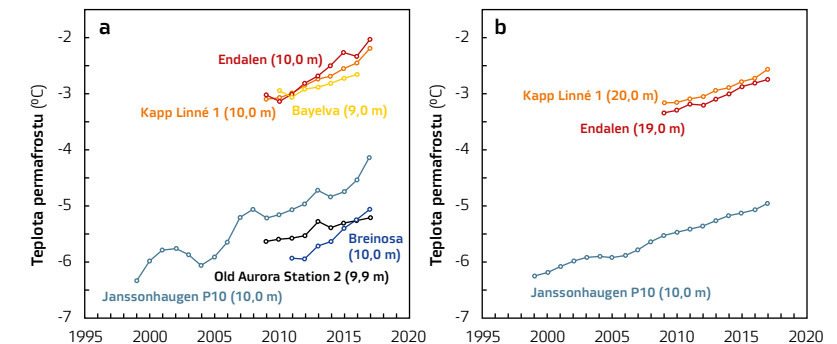 a
Teplota permafrostu (⁰C)
-2
-3
-4
-5
-6
-7
Endalen (10,0 m)
Kapp Linné 1 (10,0 m)
Bayelva (9,0 m)
Breinosa
(10,0 m)
Old Aurora Station 2 (9,9 m)
Janssonhaugen P10 (10,0 m)
1995 2000 2005 2010 2015 2020
b
Teplota permafrostu (⁰C)
-2
-3
-4
-5
-6
-7
Kapp Linné 1 (20,0 m)
Endalen (19,0 m)
Janssonhaugen P10 (10,0 m)
1995 2000 2005 2010 2015 2020